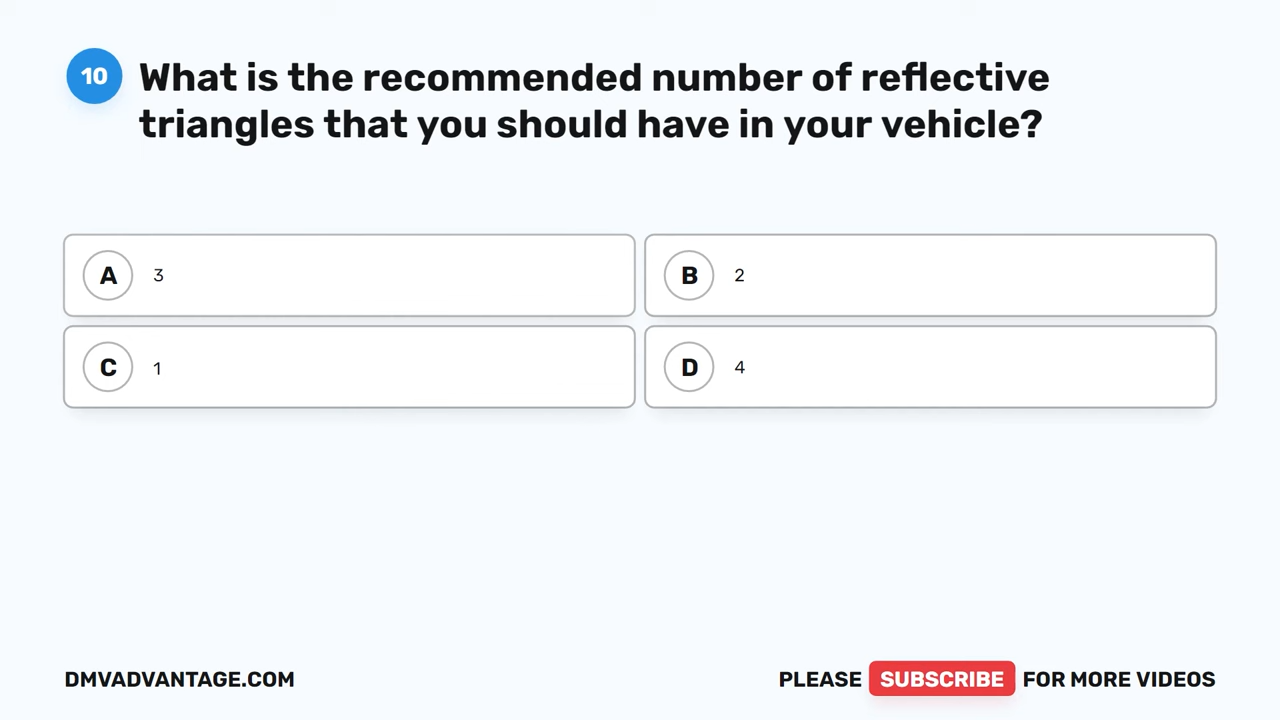 10
What is the recommended number of reflective
triangles that you should have in your vehicle?
A 3
B 2
C 1
D 4
DMVADVANTAGE.COM
PLEASE SUBSCRIBE FOR MORE VIDEOS